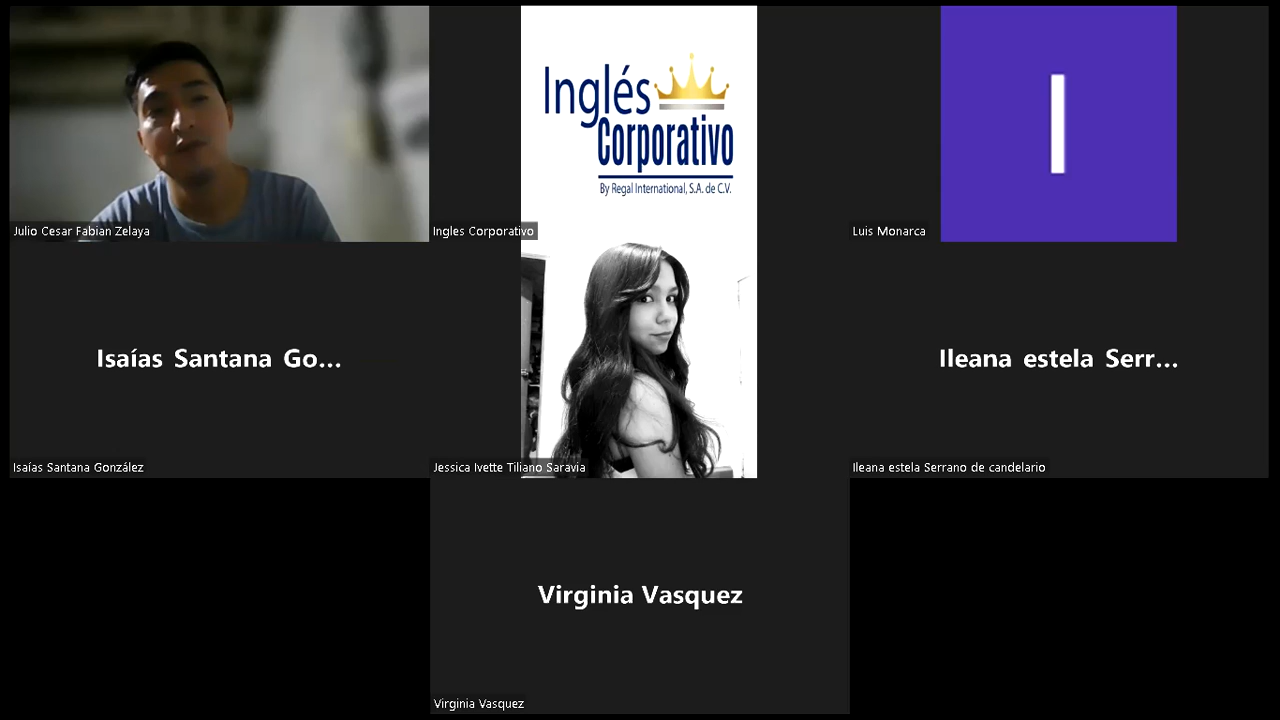 Inglés
Corporativo
By Regal International, S.A. de C.V.
l
Julio Cesar Fabian Zelaya
Ingles Corporativo
Luis Monarca
Isaías Santana Go...
Ileana estela Serr...
Isaías Santana González
Jessica Ivette Tiliano Saravia
Ileana estela Serrano de candelario
Virginia Vasquez
Virginia Vasquez